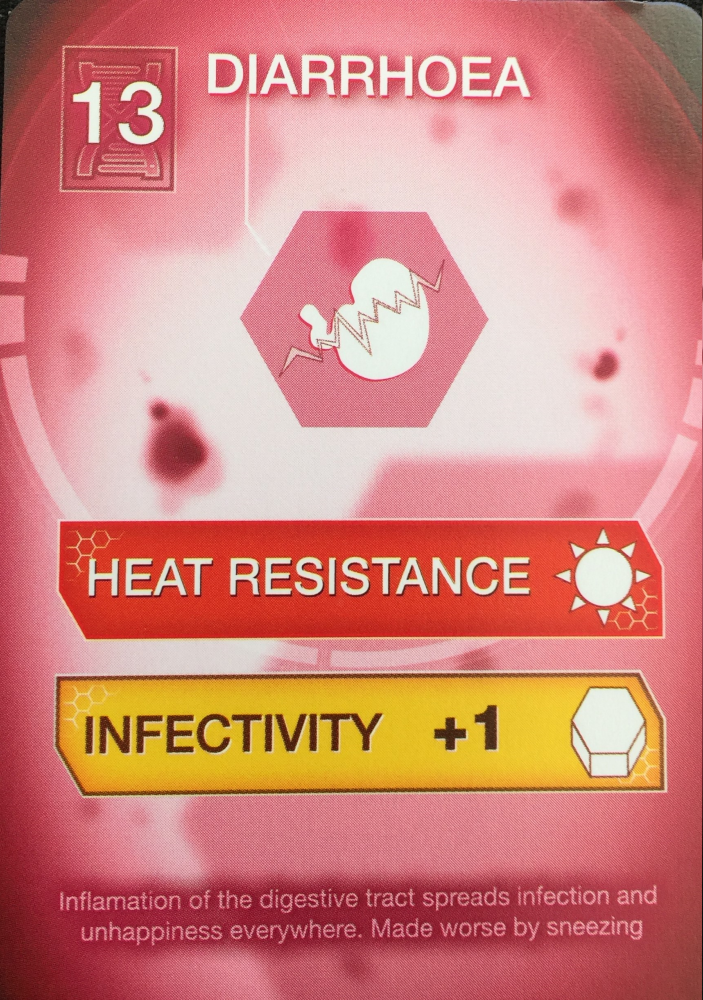 13
DIARRHOEA
HEAT RESISTANCE
INFECTIVITY +1
Inflamation of the digestive tract spreads infection and
unhappiness everywhere. Made worse by sneezing